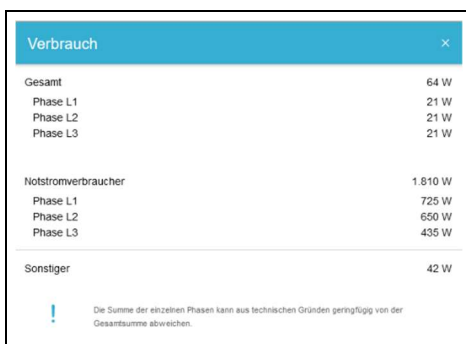 Verbrauch ×
Gesamt 64 W
Phase L1 21 W
Phase L2 21 W
Phase L3 21 W
Notstromverbraucher 1.810 W
Phase L1 725 W
Phase L2 650 W
Phase L3 435 W
Sonstiger 42 W
! Die Summe der einzelnen Phasen kann aus technischen Gründen geringfügig von der
Gesamtsumme abweichen.